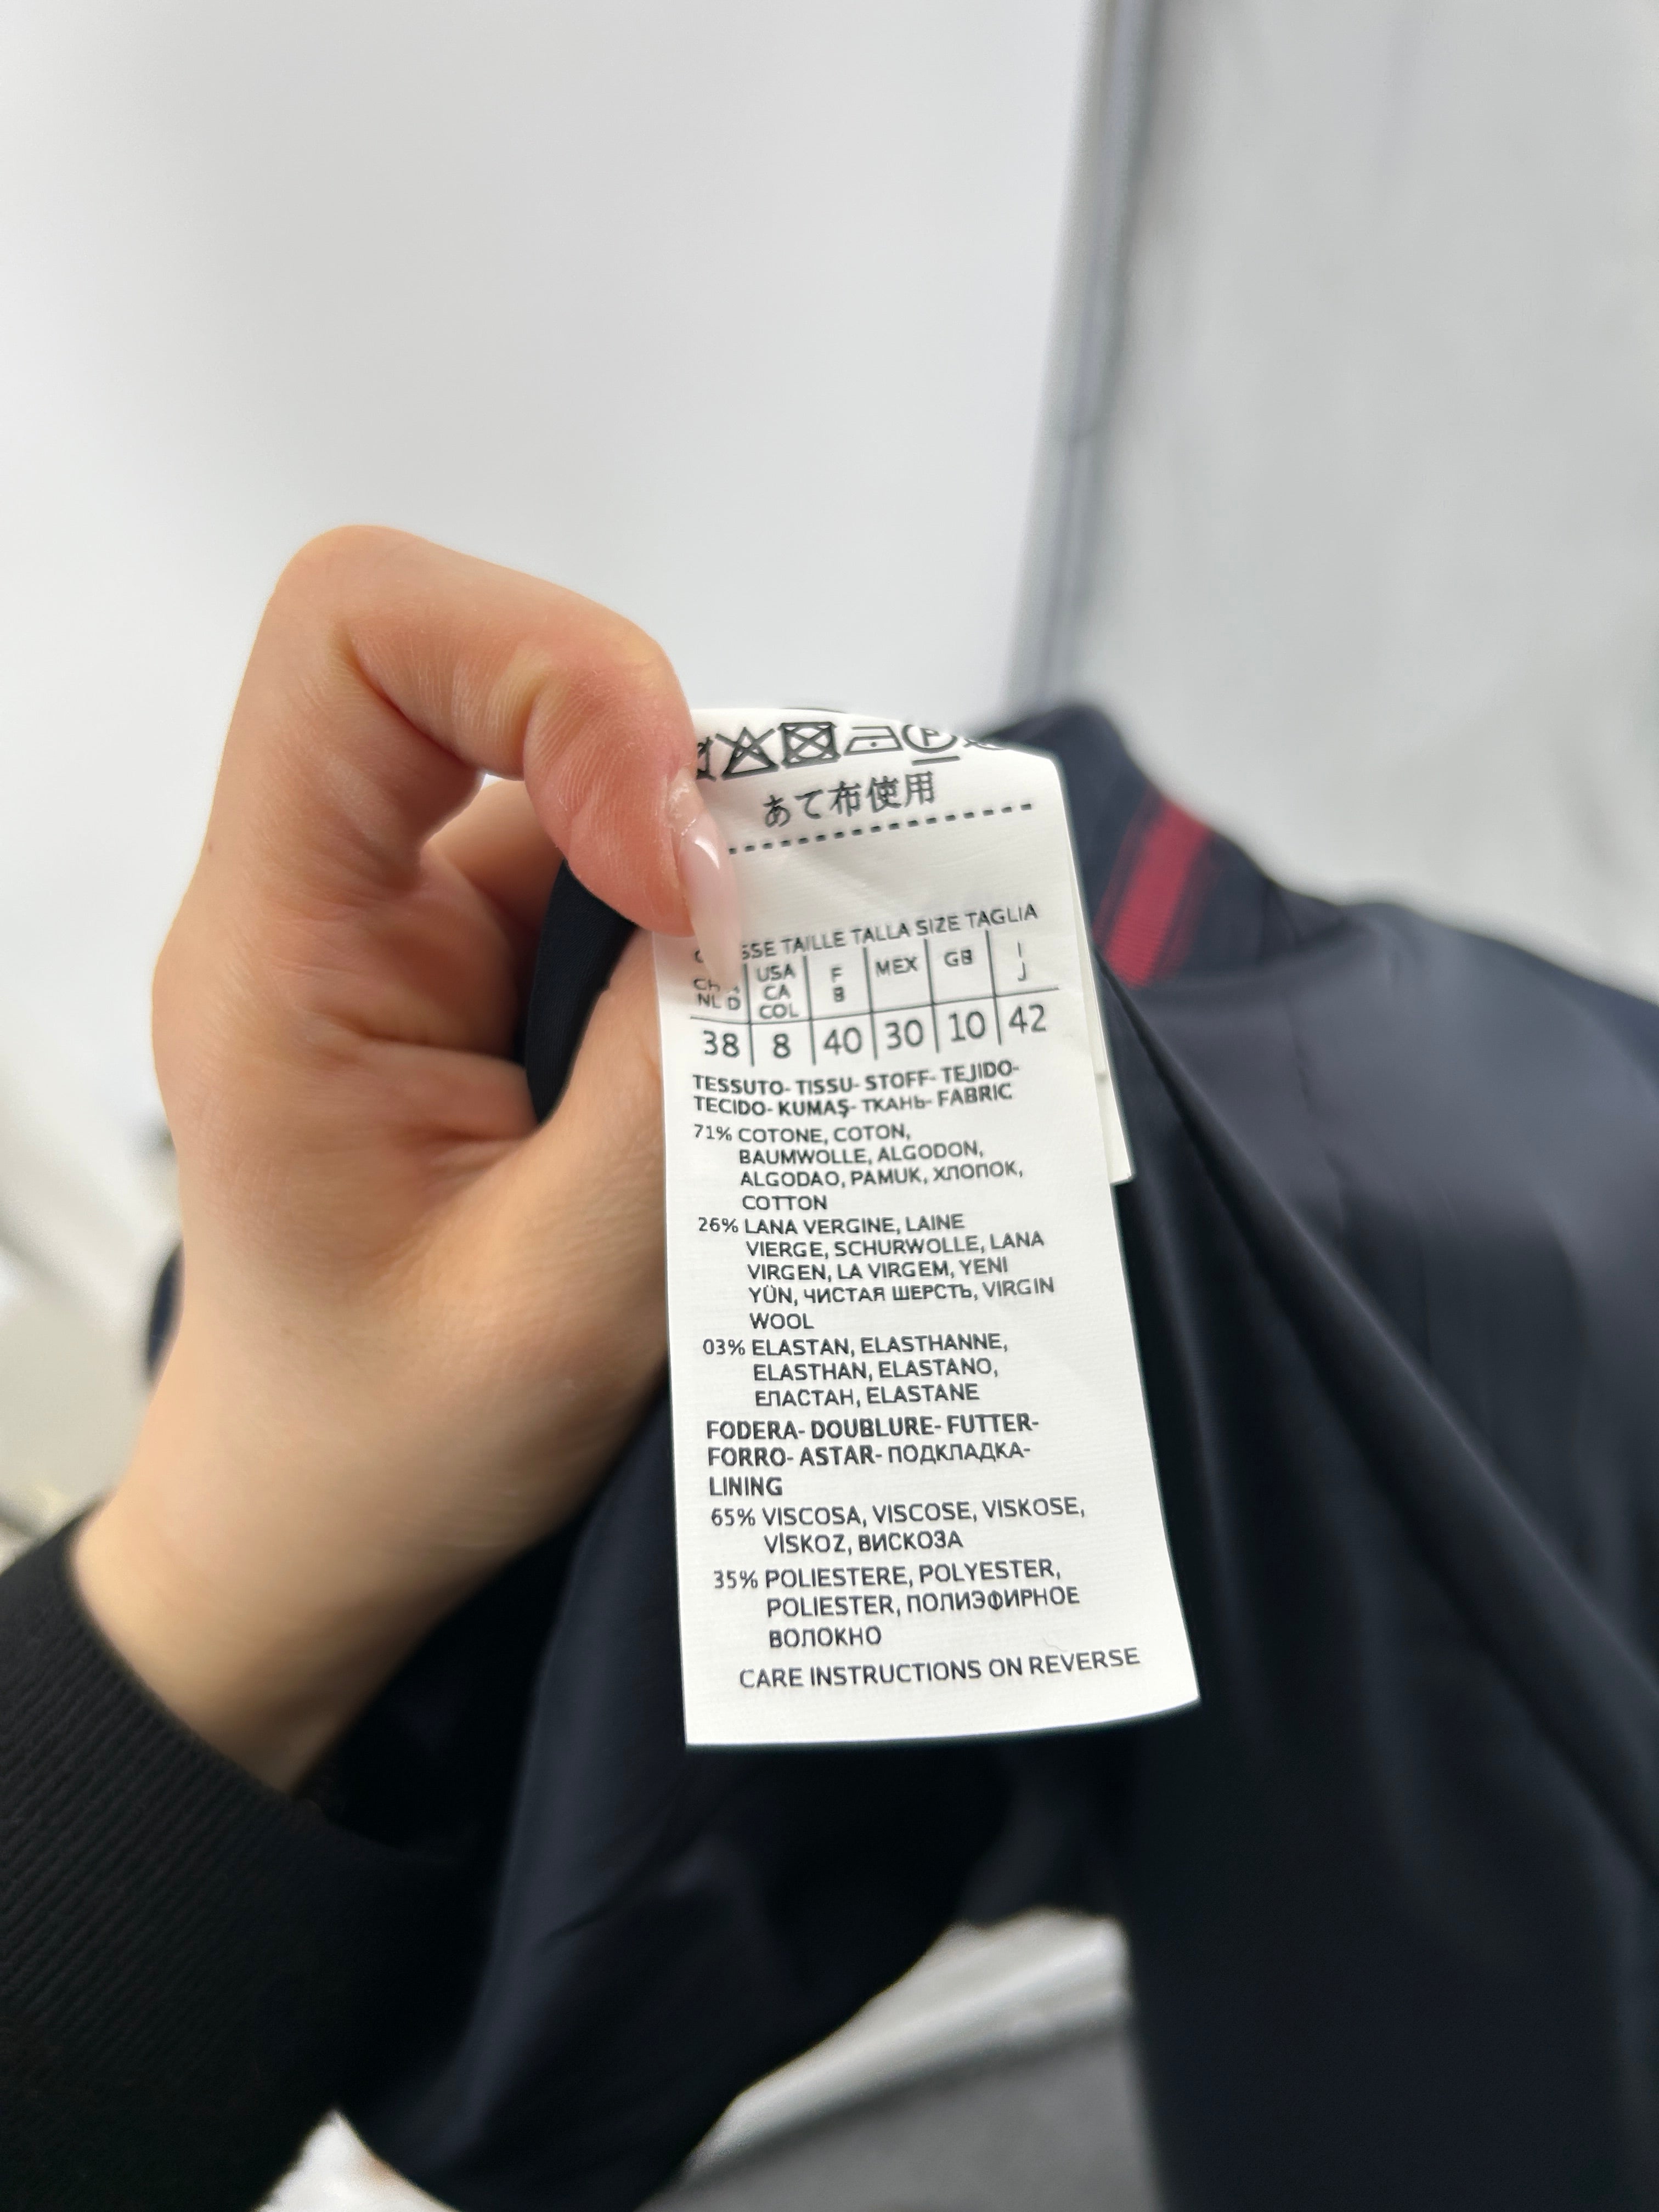 P
あて布使用
TAILLE TALLA SIZE TAGLIA
USA CA COL
F B
MEX
GB
I J
NL D
38 8 40 30 10 42
TESSUTO- TISSU- STOFF- TEJIDO-
TECIDO- KUMAŞ- ТКАНЬ- FABRIC
71% COTONE, COTON,
BAUMWOLLE, ALGODON,
ALGODAO, PAMUK, ХЛОПОК,
COTTON
26% LANA VERGINE, LAINE
VIERGE, SCHURWOLLE, LANA
VIRGEN, LA VIRGEM, YENI
YÜN, ЧИСТАЯ ШЕРСТЬ, VIRGIN
WOOL
03% ELASTAN, ELASTHANNE,
ELASTHAN, ELASTANO,
ЕПАСТАН, ELASTANE
FODERA- DOUBLURE- FUTTER-
FORRO- ASTAR- ПОДКЛАДКА-
LINING
65% VISCOSA, VISCOSE, VISKOSE,
VİSKOZ, ВИСКОЗА
35% POLIESTERE, POLYESTER,
POLIESTER, ПОЛИЭФИРНОЕ
ВОЛОКНО
CARE INSTRUCTIONS ON REVERSE